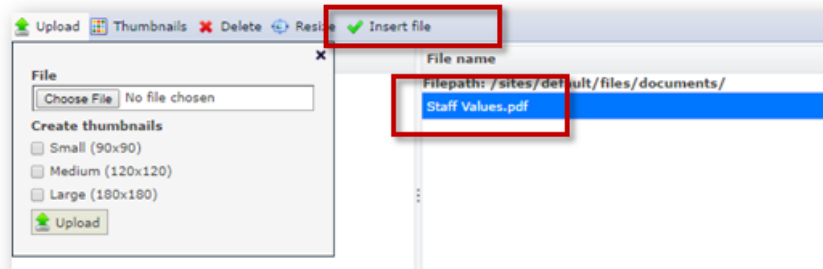 Upload Thumbnails Delete Resize Insert file
File name
File
Filepath: /sites/default/files/documents/
Choose File No file chosen
Staff Values.pdf
Create thumbnails
Small (90x90)
Medium (120x120)
Large (180x180)
Upload